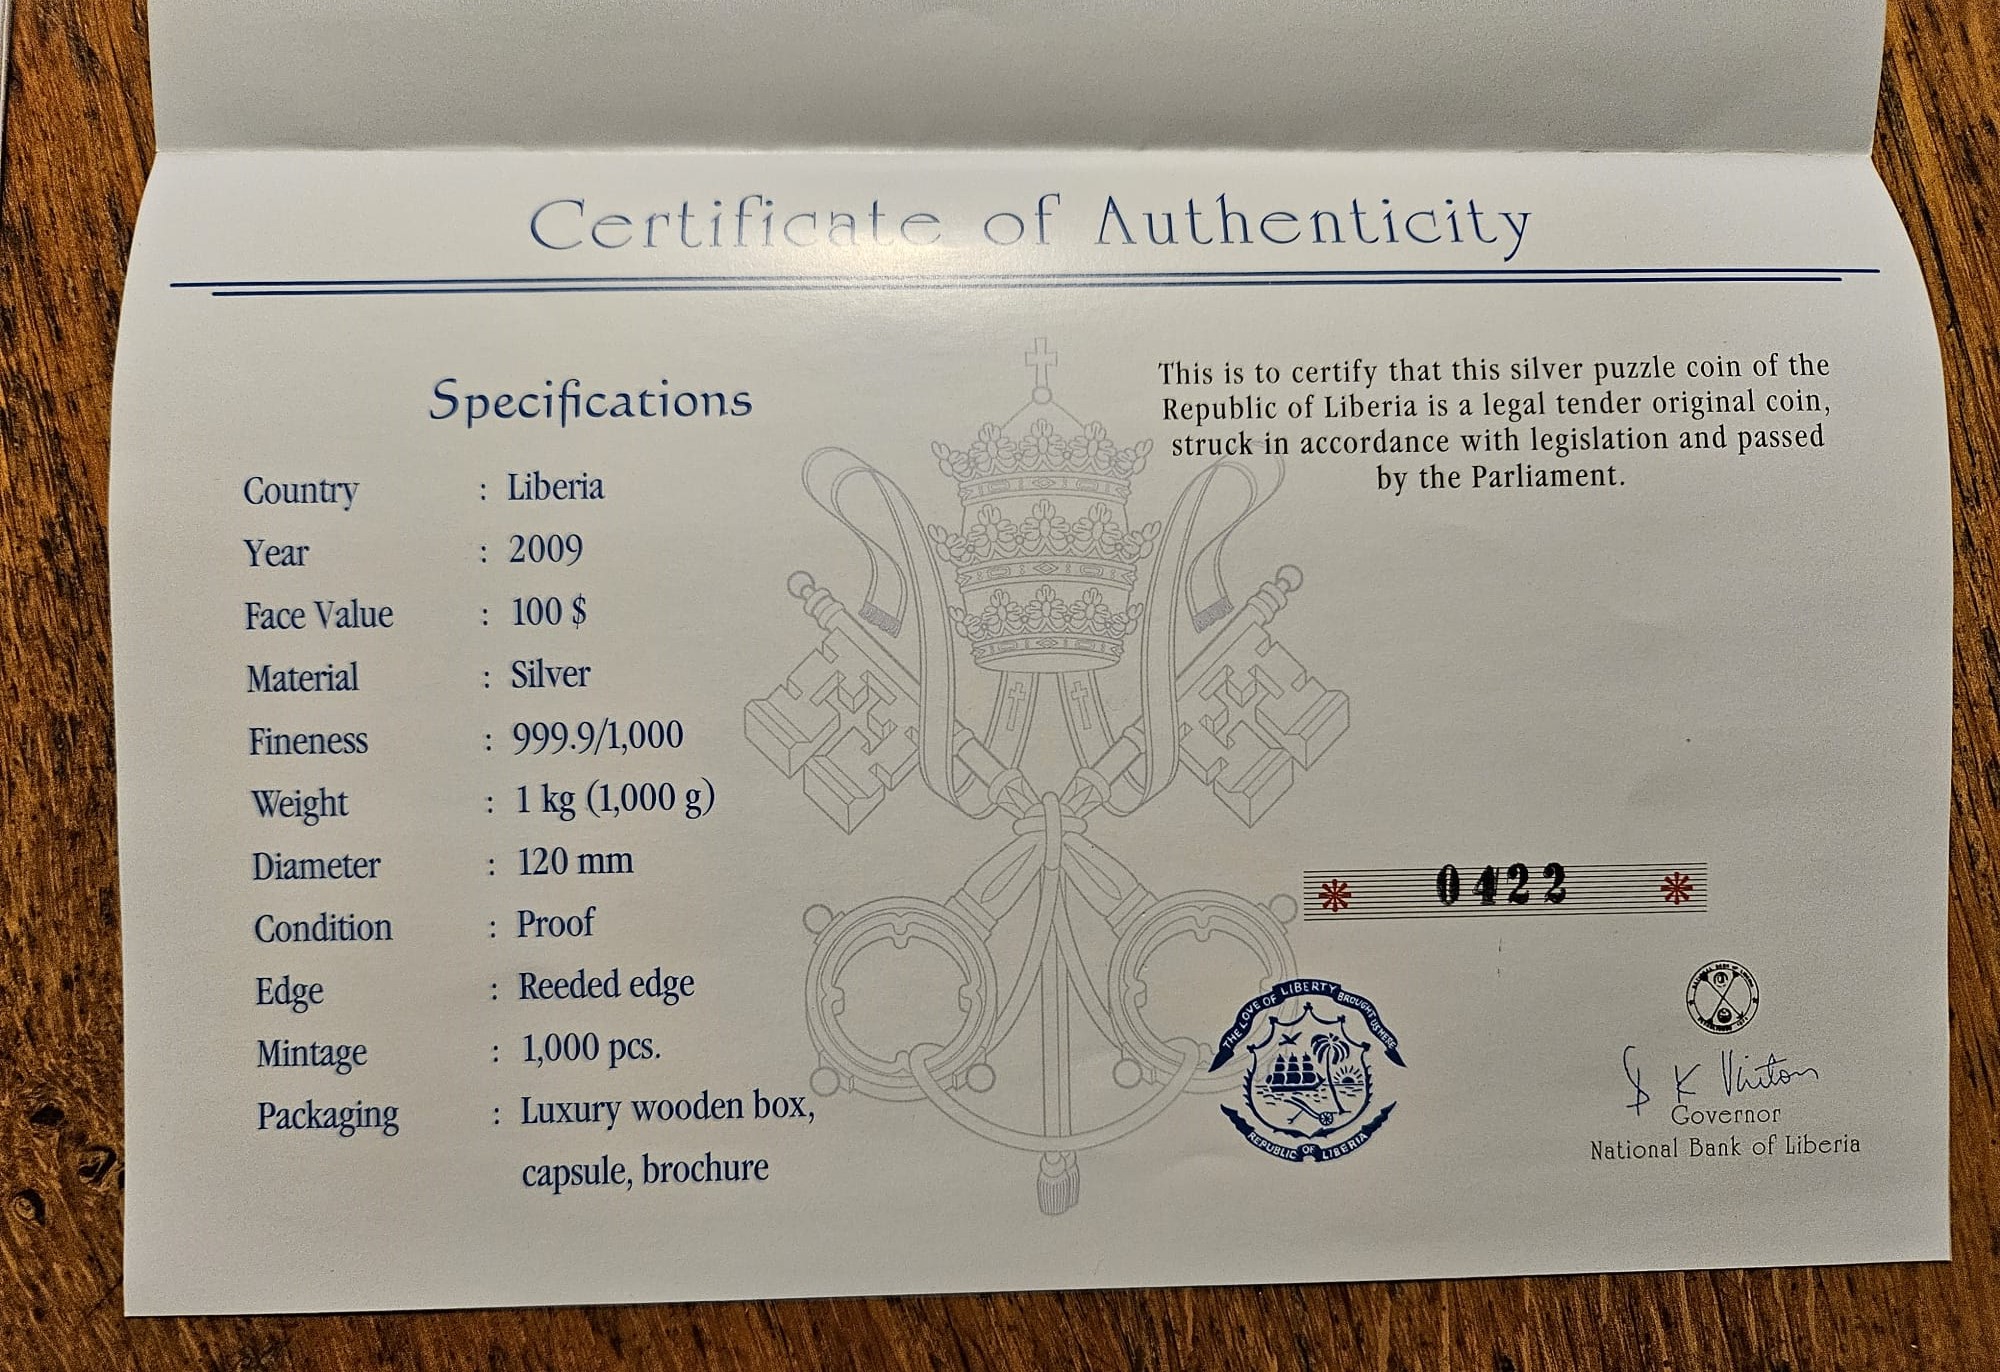 Certificate of Authenticity
Specifications
Country : Liberia
Year : 2009
Face Value : 100 $
Material : Silver
Fineness : 999.9/1,000
Weight : 1 kg (1,000 g)
Diameter : 120 mm
Condition : Proof
Edge : Reeded edge
Mintage : 1,000 pcs.
Packaging : Luxury wooden box,
capsule, brochure
This is to certify that this silver puzzle coin of the
Republic of Liberia is a legal tender original coin,
struck in accordance with legislation and passed
by the Parliament.
0422
THE LOVE OF LIBERTY BROUGHT US HERE
REPUBLIC OF LIBERIA
Governor
National Bank of Liberia